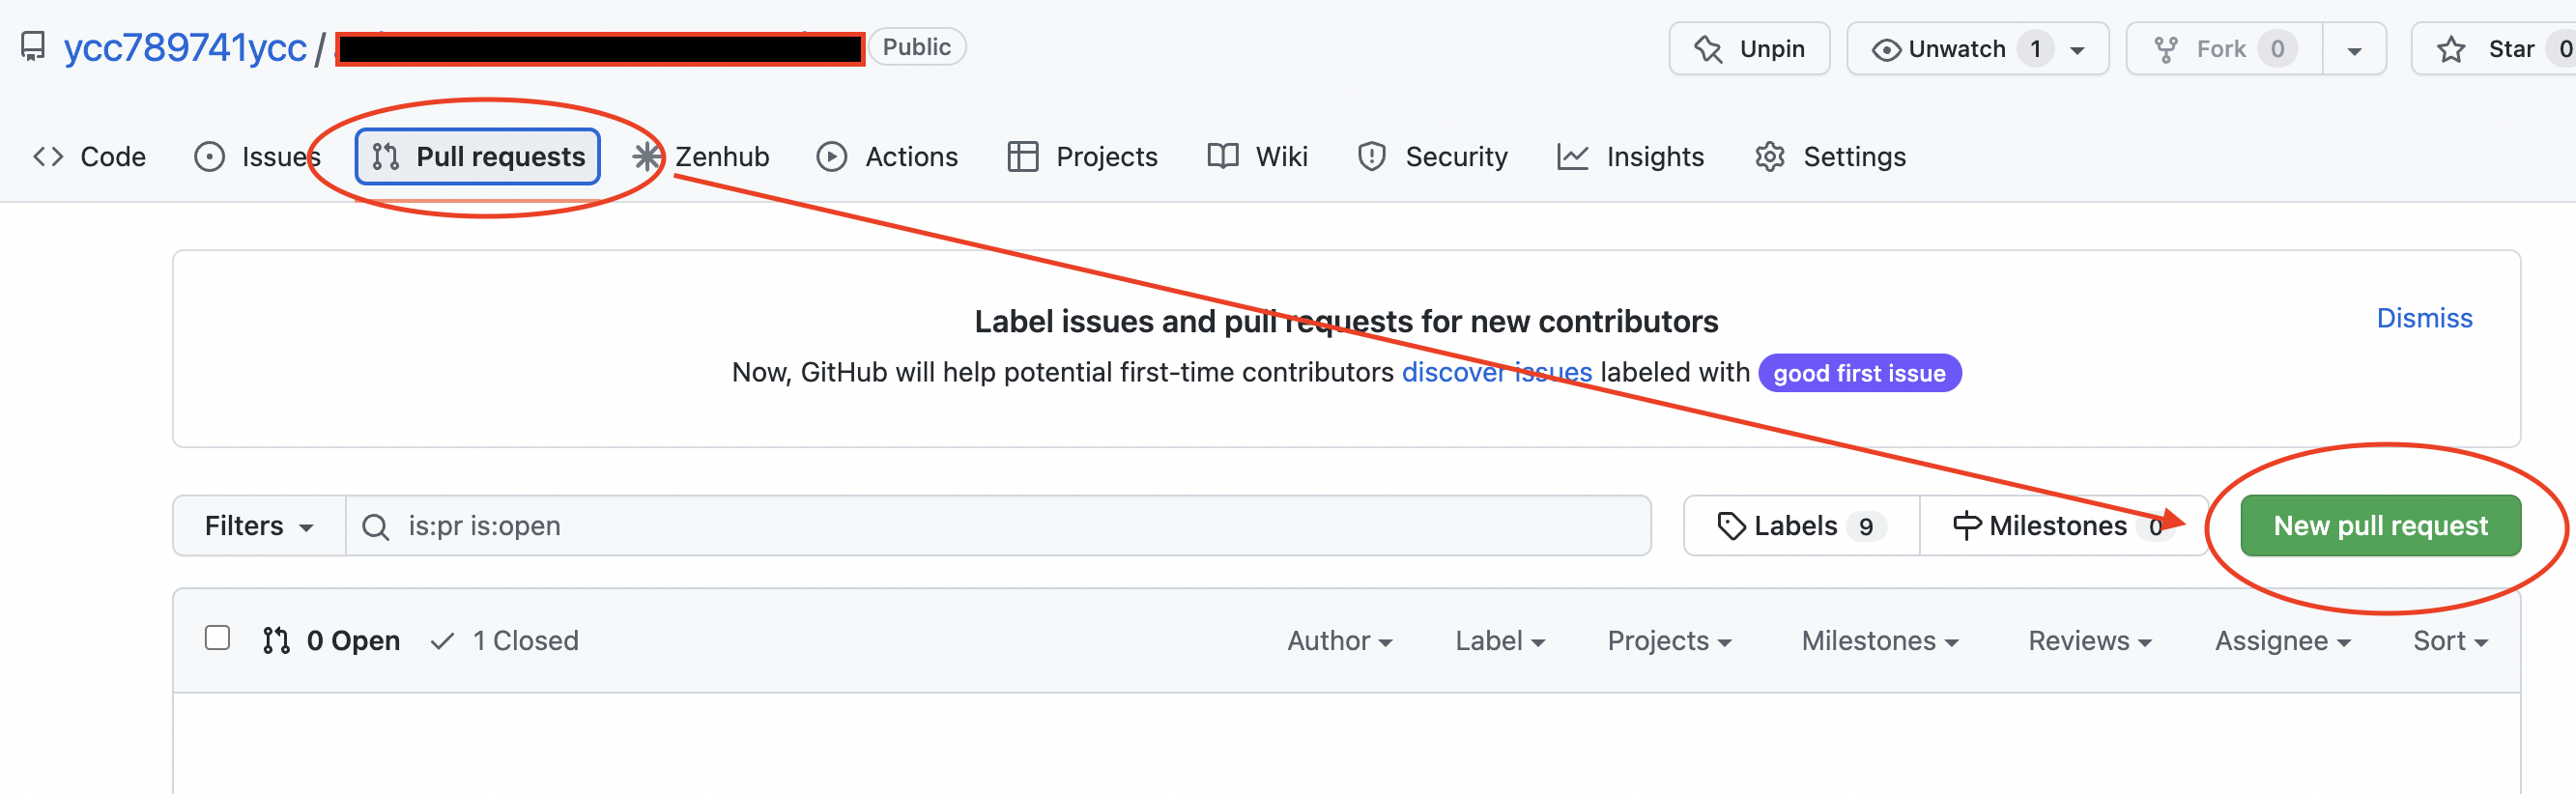 ycc789741ycc / Public Unpin Unwatch 1 Fork 0 Star 0
Code Issues Pull requests Zenhub Actions Projects Wiki Security Insights Settings
Label issues and pull requests for new contributors
Dismiss
Now, GitHub will help potential first-time contributors discover issues labeled with good first issue
Filters is:pr is:open Labels 9 Milestones 0 New pull request
0 Open 1 Closed Author Label Projects Milestones Reviews Assignee Sort